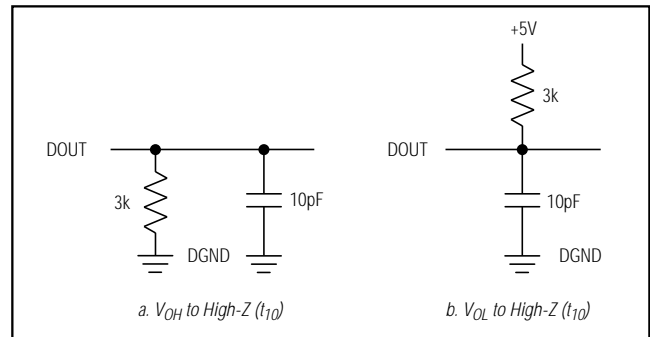 DOUT
3k
10pF
DGND
a. VOH to High-Z (t10)
+5V
3k
DOUT
10pF
DGND
b. VOL to High-Z (t10)